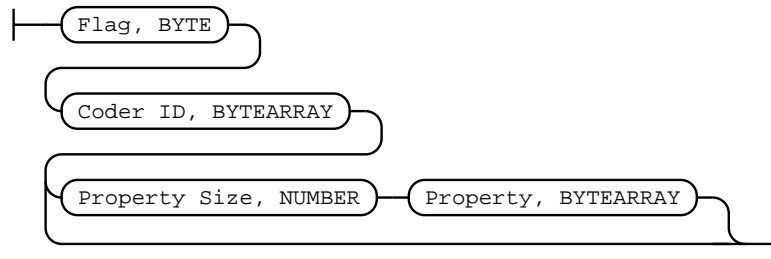 Flag, BYTE
Coder ID, BYTEARRAY
Property Size, NUMBER Property, BYTEARRAY